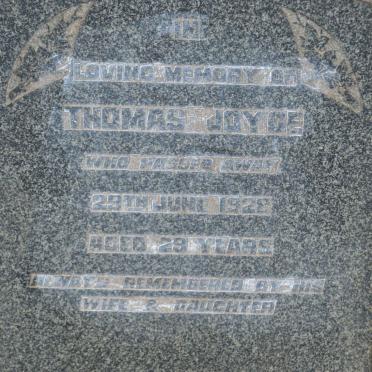 IN
LOVING MEMORY OF
THOMAS JOYCE
WHO PASSED AWAY
29TH JUNE 1928
AGED 29 YEARS
ALWAYS REMEMBERED BY HIS
WIFE & DAUGHTER